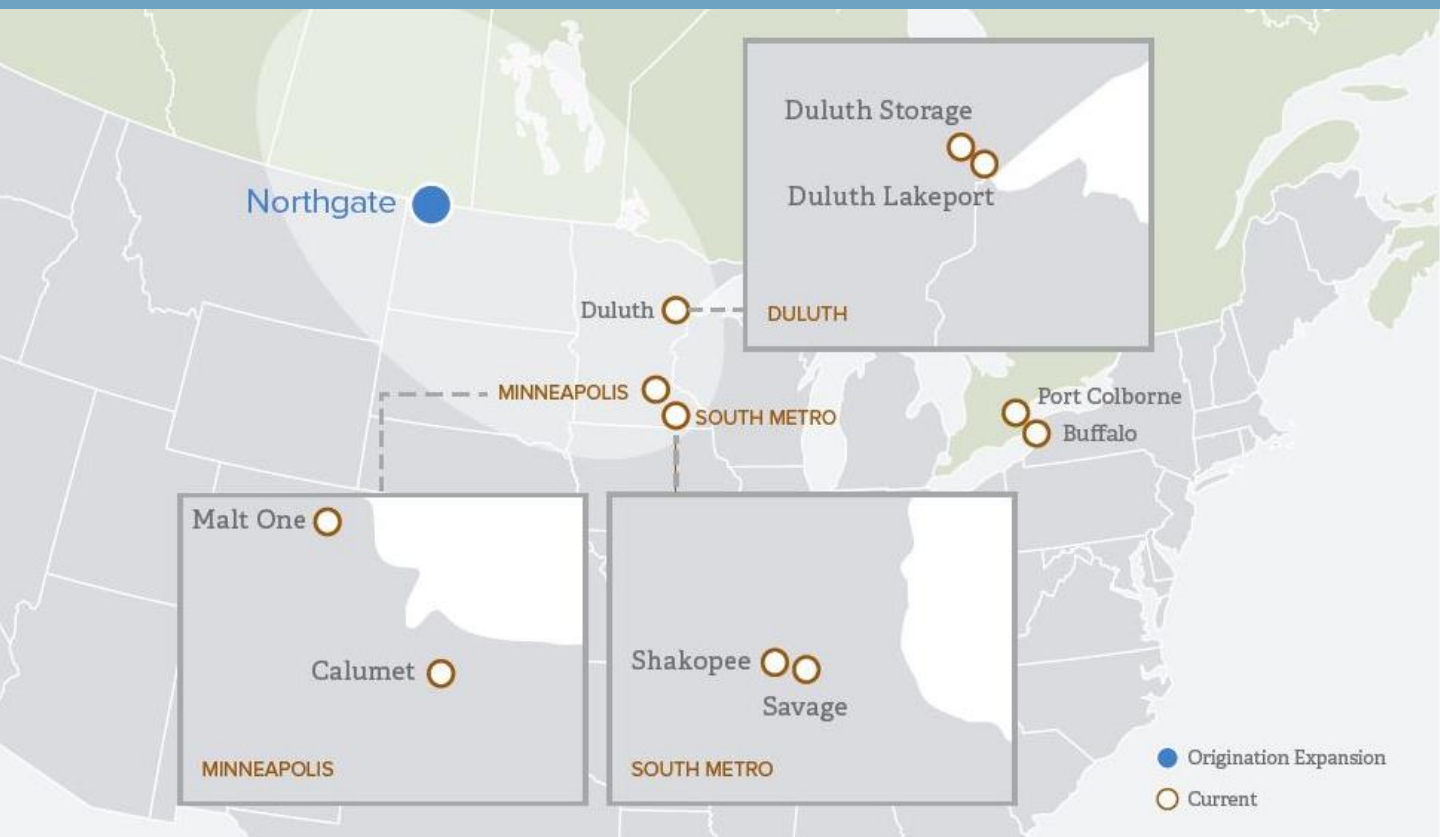 Duluth Storage
Duluth Lakeport
DULUTH
Northgate
Duluth
MINNEAPOLIS
SOUTH METRO
Port Colborne
Buffalo
Malt One
Calumet
MINNEAPOLIS
Shakopee
Savage
SOUTH METRO
Origination Expansion
Current